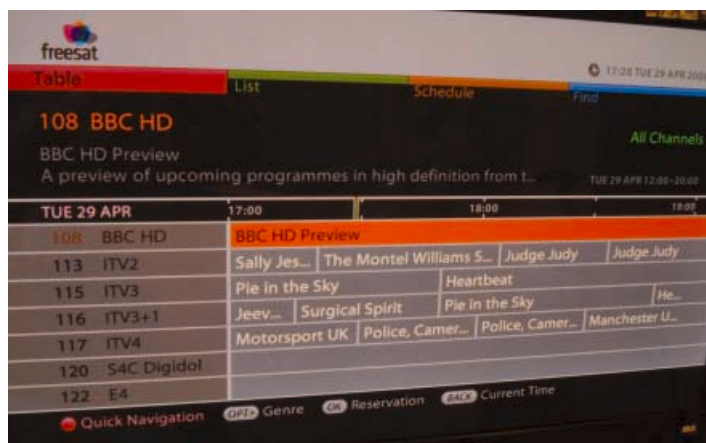 freesat
17:28 TUE 29 APR 2008
Table List Schedule Find
108 BBC HD
All Channels
BBC HD Preview
A preview of upcoming programmes in high definition from t...
TUE 29 APR 12:00-20:00
TUE 29 APR 17:00 18:00 19:00
108 BBC HD BBC HD Preview
113 ITV2 Sally Jes... The Montel Williams S... Judge Judy Judge Judy
115 ITV3 Pie in the Sky Heartbeat
116 ITV3+1 Jeev... Surgical Spirit Pie in the Sky He...
117 ITV4 Motorsport UK Police, Camer... Police, Camer... Manchester U...
120 S4C Digidol
122 E4
Quick Navigation OPT+ Genre OK Reservation BACK Current Time